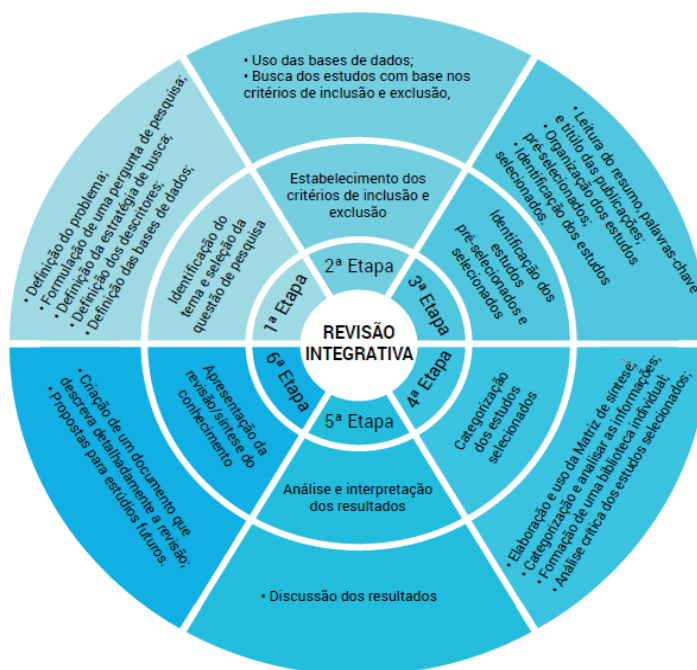 REVISÃO
INTEGRATIVA
1ª Etapa
Identificação do
tema e seleção da
questão de pesquisa
• Definição do problema;
• Formulação de uma pergunta de pesquisa;
• Definição da estratégia de busca;
• Definição dos descritores;
• Definição das bases de dados;
2ª Etapa
Estabelecimento dos
critérios de inclusão e
exclusão
• Uso das bases de dados;
• Busca dos estudos com base nos
critérios de inclusão e exclusão,
3ª Etapa
Identificação dos
estudos
pré-selecionados e
selecionados
• Leitura do resumo, palavras-chave
e título das publicações;
• Organização dos estudos
pré-selecionados;
• Identificação dos estudos
selecionados.
4ª Etapa
Categorização
dos estudos
selecionados
• Elaboração e uso da Matriz de síntese;
• Categorização e analisar as informações;
• Formação de uma biblioteca individual;
• Análise crítica dos estudos selecionados;
5ª Etapa
Análise e interpretação
dos resultados
• Discussão dos resultados
6ª Etapa
Apresentação da
revisão/síntese do
conhecimento
• Criação de um documento que
descreva detalhadamente a revisão;
• Propostas para estúdios futuros.